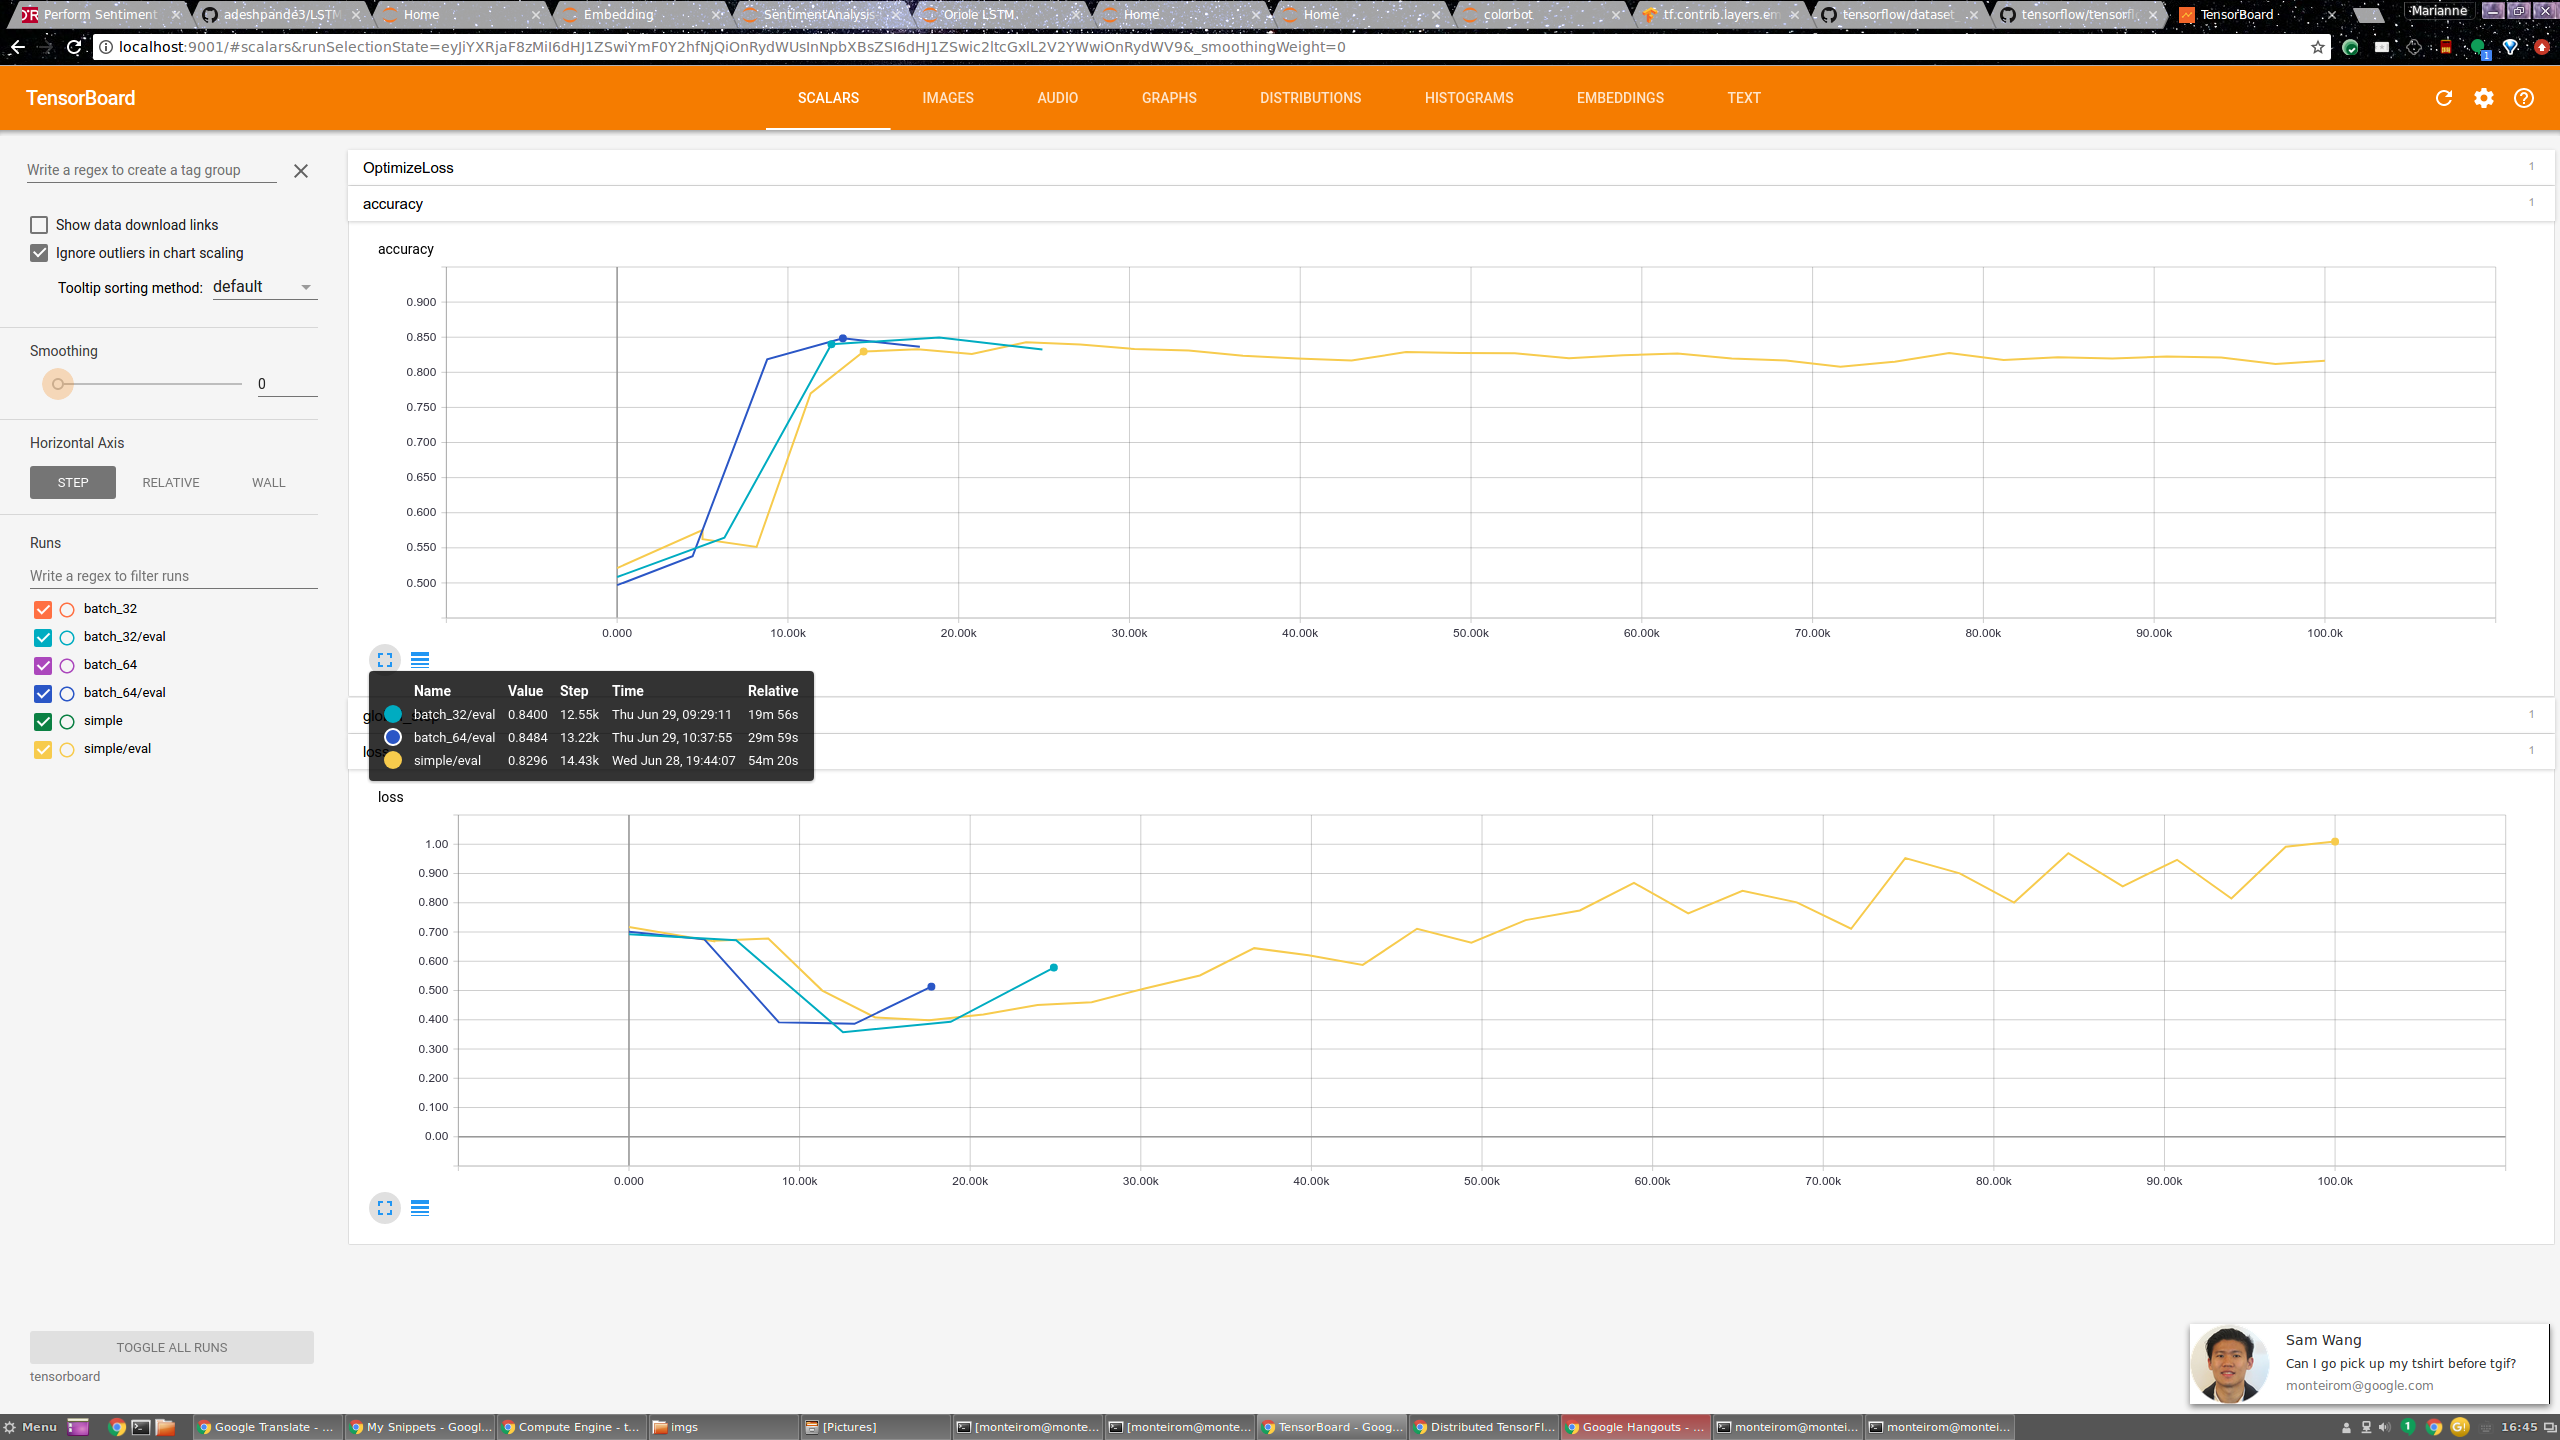 Perform Sentiment
adeshpande3/LSTM
Home
Embedding
SentimentAnalysis
Oriole LSTM
Home
Home
colorbot
tf.contrib.layers.em
tensorflow/dataset
tensorflow/tensorfl
TensorBoard
Marianne
localhost:9001/#scalars&runSelectionState=eyJiYXRjaF8zMiI6dHJ1ZSwiYmF0Y2hfNjQiOnRydWUsInNpbXBsZSI6dHJ1ZSwic2ltcGxlL2V2YWwiOnRydWV9&_smoothingWeight=0
TensorBoard
SCALARS IMAGES AUDIO GRAPHS DISTRIBUTIONS HISTOGRAMS EMBEDDINGS TEXT
Write a regex to create a tag group
Show data download links
Ignore outliers in chart scaling
Tooltip sorting method: default
Smoothing
0
Horizontal Axis
STEP RELATIVE WALL
Runs
Write a regex to filter runs
batch_32
batch_32/eval
batch_64
batch_64/eval
simple
simple/eval
TOGGLE ALL RUNS
tensorboard
OptimizeLoss 1
accuracy 1
accuracy
0.900
0.850
0.800
0.750
0.700
0.650
0.600
0.550
0.500
0.000 10.00k 20.00k 30.00k 40.00k 50.00k 60.00k 70.00k 80.00k 90.00k 100.0k
Name Value Step Time Relative
batch_32/eval 0.8400 12.55k Thu Jun 29, 09:29:11 19m 56s
batch_64/eval 0.8484 13.22k Thu Jun 29, 10:37:55 29m 59s
simple/eval 0.8296 14.43k Wed Jun 28, 19:44:07 54m 20s
1
loss 1
loss
1.00
0.900
0.800
0.700
0.600
0.500
0.400
0.300
0.200
0.100
0.00
0.000 10.00k 20.00k 30.00k 40.00k 50.00k 60.00k 70.00k 80.00k 90.00k 100.0k
Sam Wang
Can I go pick up my tshirt before tgif?
monteirom@google.com
Menu
Google Translate - ...
My Snippets - Googl...
Compute Engine - t...
imgs
[Pictures]
[monteirom@monte...
[monteirom@monte...
TensorBoard - Goog...
Distributed TensorFl...
Google Hangouts - ...
monteirom@montei...
monteirom@montei...
16:45